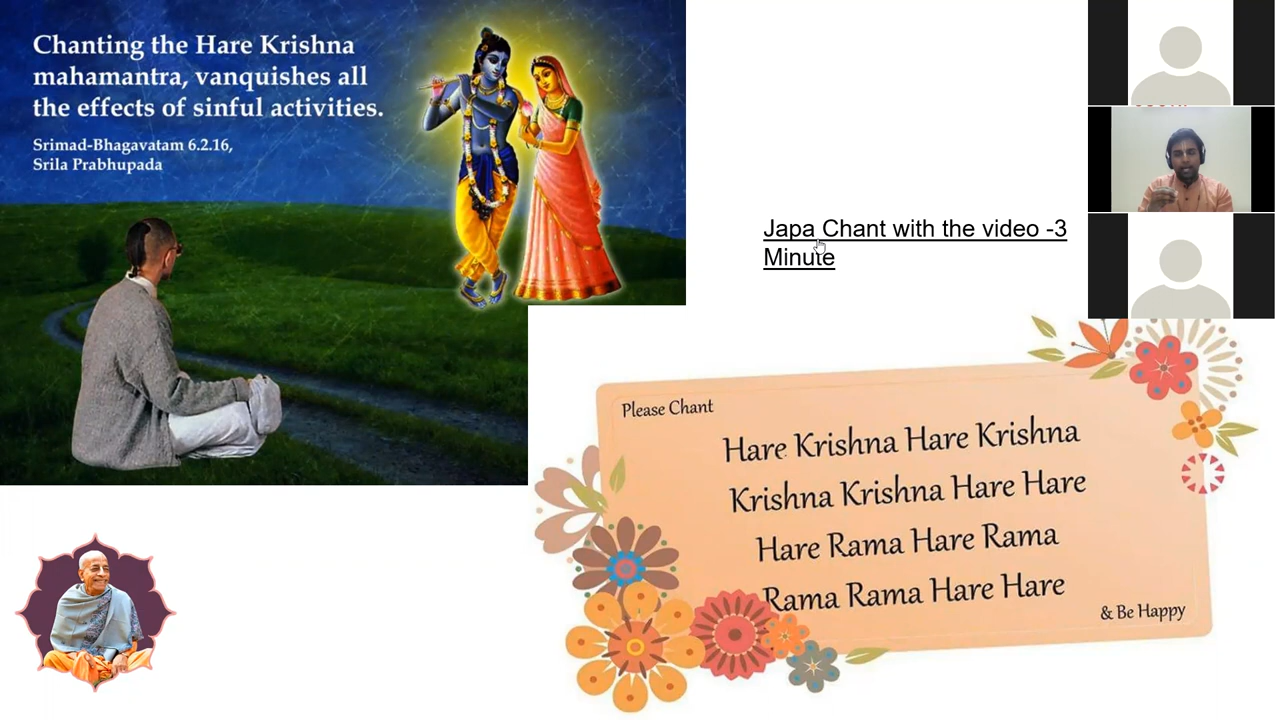 Chanting the Hare Krishna
mahamantra, vanquishes all
the effects of sinful activities.
Srimad-Bhagavatam 6.2.16,
Srila Prabhupada
Japa Chant with the video -3
Minute
Please Chant
Hare Krishna Hare Krishna
Krishna Krishna Hare Hare
Hare Rama Hare Rama
Rama Rama Hare Hare
& Be Happy